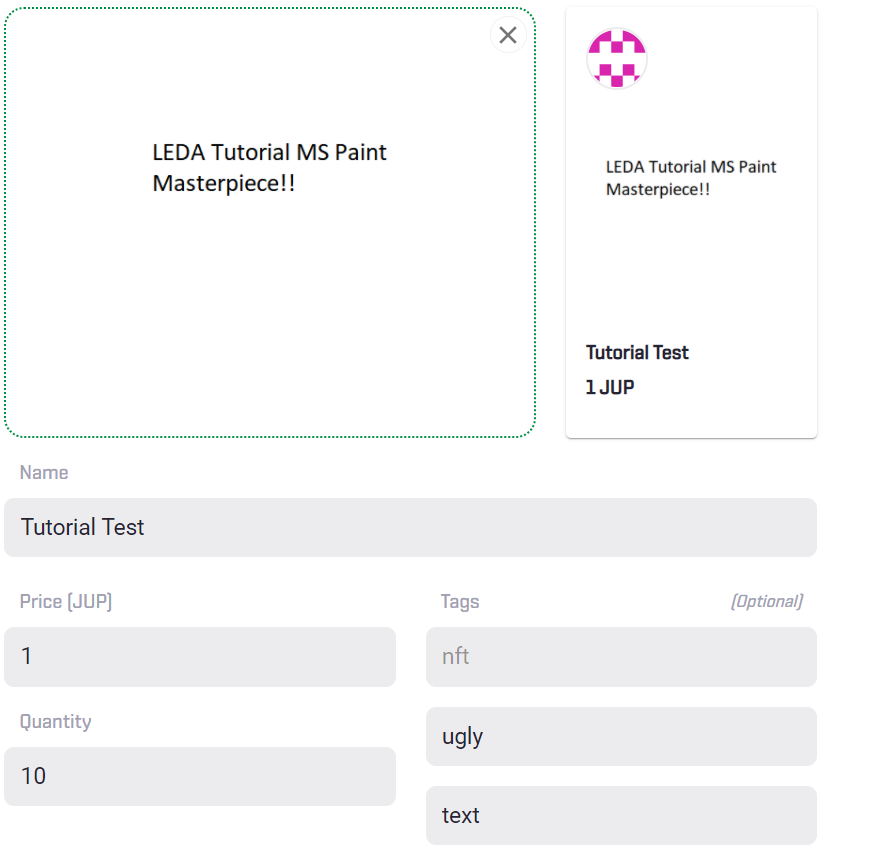 LEDA Tutorial MS Paint
Masterpiece!!
LEDA Tutorial MS Paint
Masterpiece!!
Tutorial Test
1 JUP
Name
Tutorial Test
Price (JUP)
1
Quantity
10
Tags (Optional)
nft
ugly
text